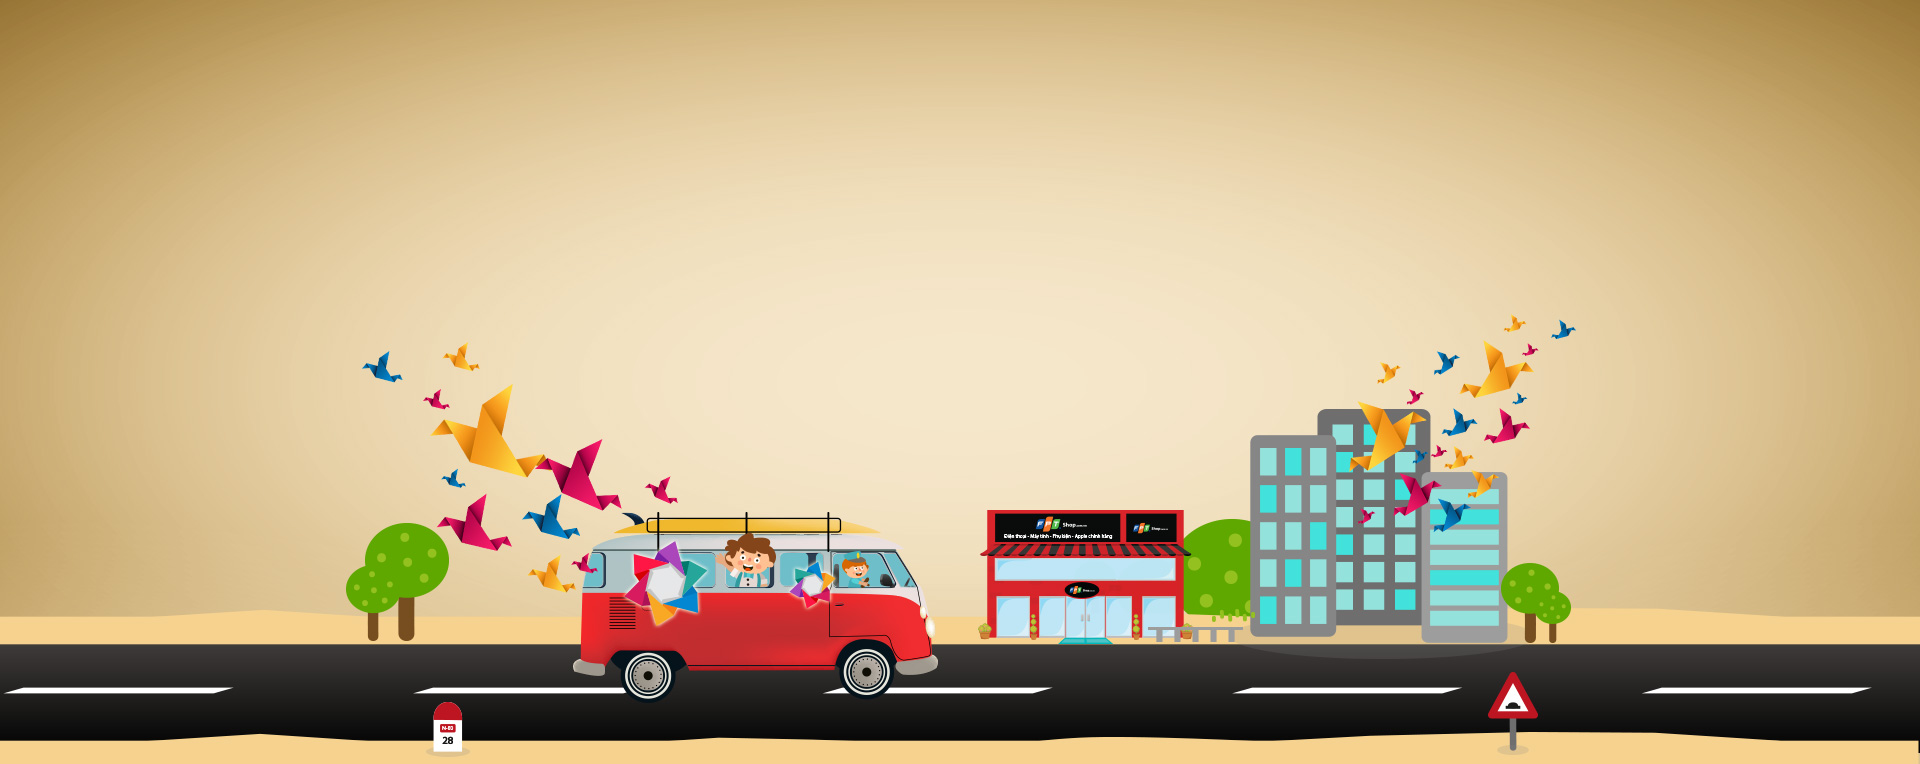 FPT Shop.com.vn
FPT Shop.com.vn
Điện thoại - Máy tính - Phụ kiện - Apple chính hãng
FPT Shop.com.vn
N-80
28